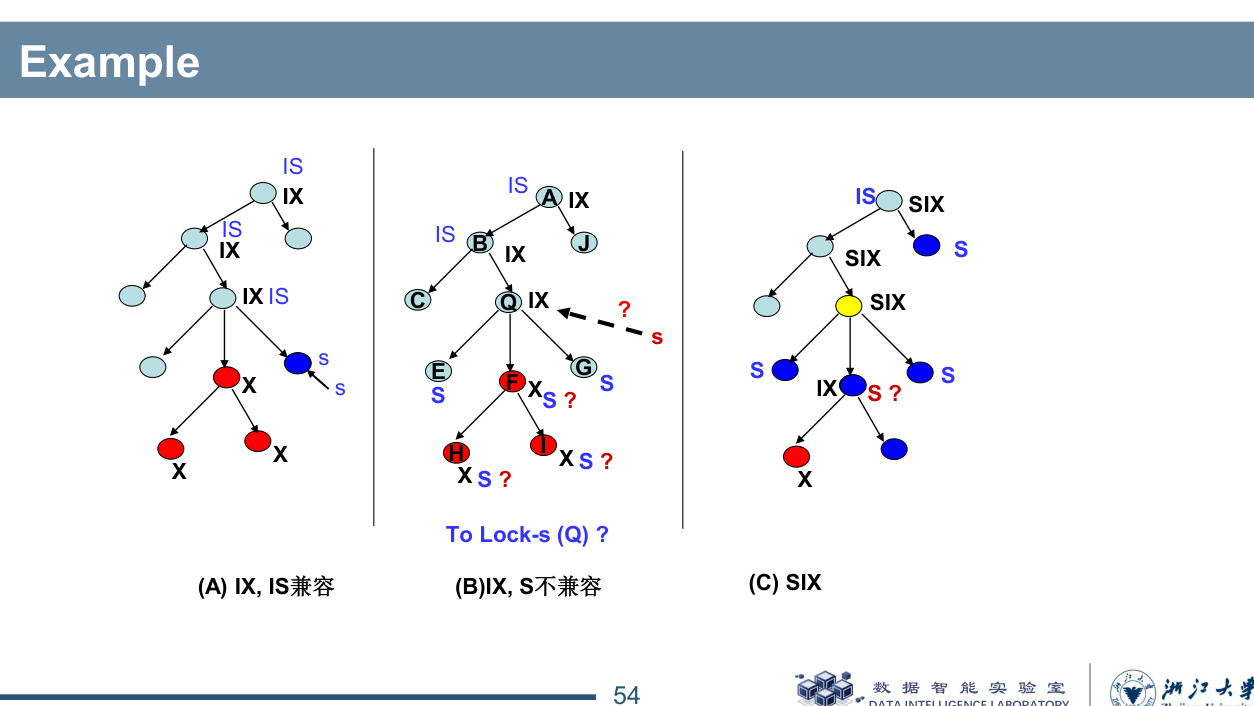 Example
IS
IX
IS
IX
IX IS
s
s
X
X
X
(A) IX, IS兼容
IS
A
IX
IS
B
J
IX
C
Q
IX
?
s
E
G
S
S
F
X
S ?
H
I
X S ?
X S ?
To Lock-s (Q) ?
(B)IX, S不兼容
IS
SIX
SIX
S
SIX
S
S
IX
S ?
X
(C) SIX
54
数据智能实验室
DATA INTELLIGENCE LABORATORY
浙江大学
Zhejiang University